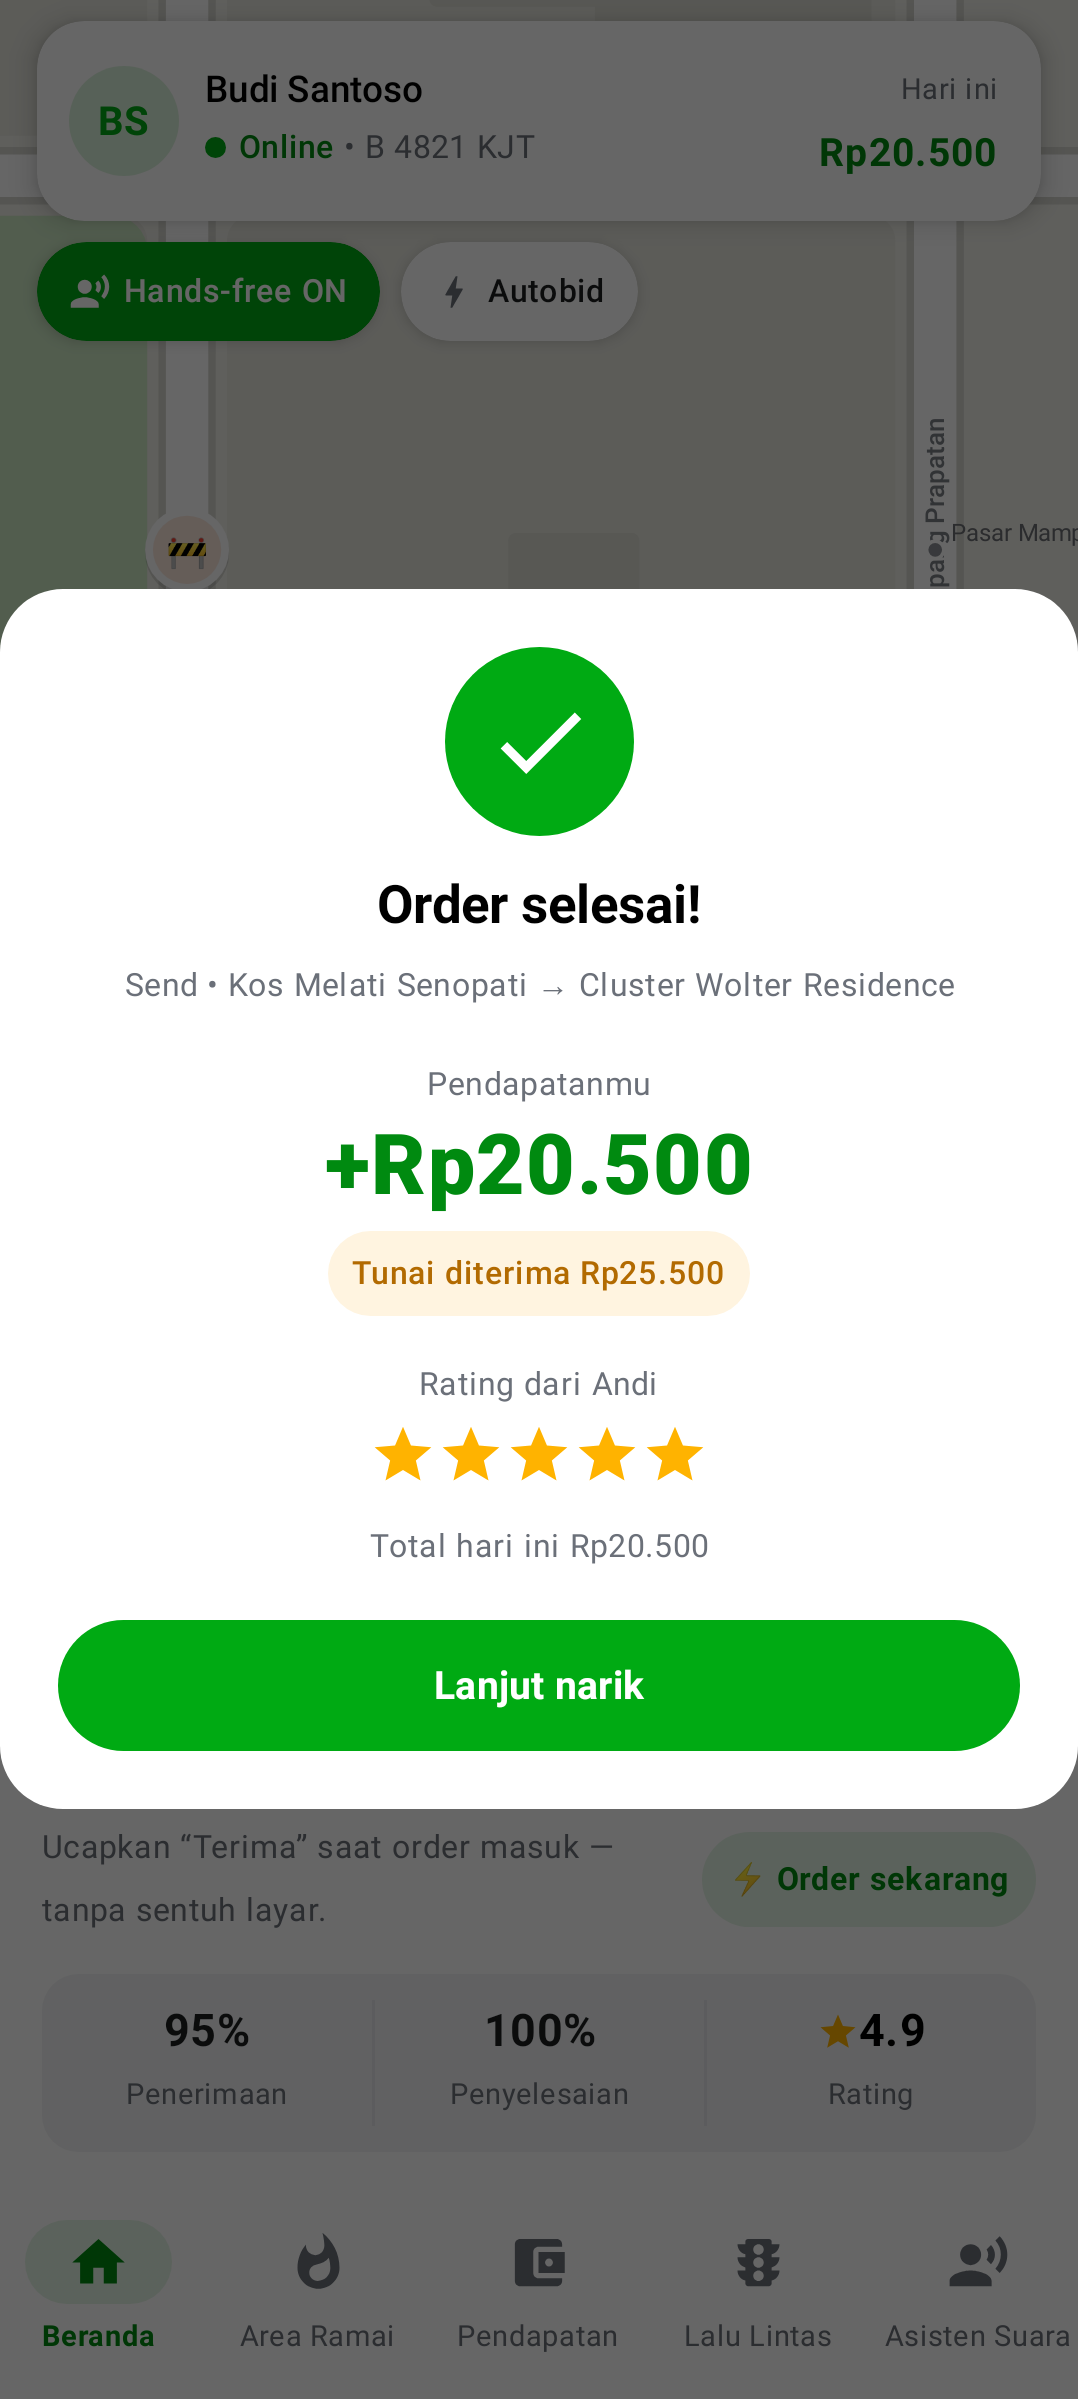 BS
Budi Santoso
Online • B 4821 KJT
Hari ini
Rp20.500
Hands-free ON
Autobid
Prapatan
Pasar Mamp
Order selesai!
Send • Kos Melati Senopati → Cluster Wolter Residence
Pendapatanmu
+Rp20.500
Tunai diterima Rp25.500
Rating dari Andi
Total hari ini Rp20.500
Lanjut narik
Ucapkan “Terima” saat order masuk —
tanpa sentuh layar.
⚡ Order sekarang
95%
Penerimaan
100%
Penyelesaian
4.9
Rating
Beranda
Area Ramai
Pendapatan
Lalu Lintas
Asisten Suara